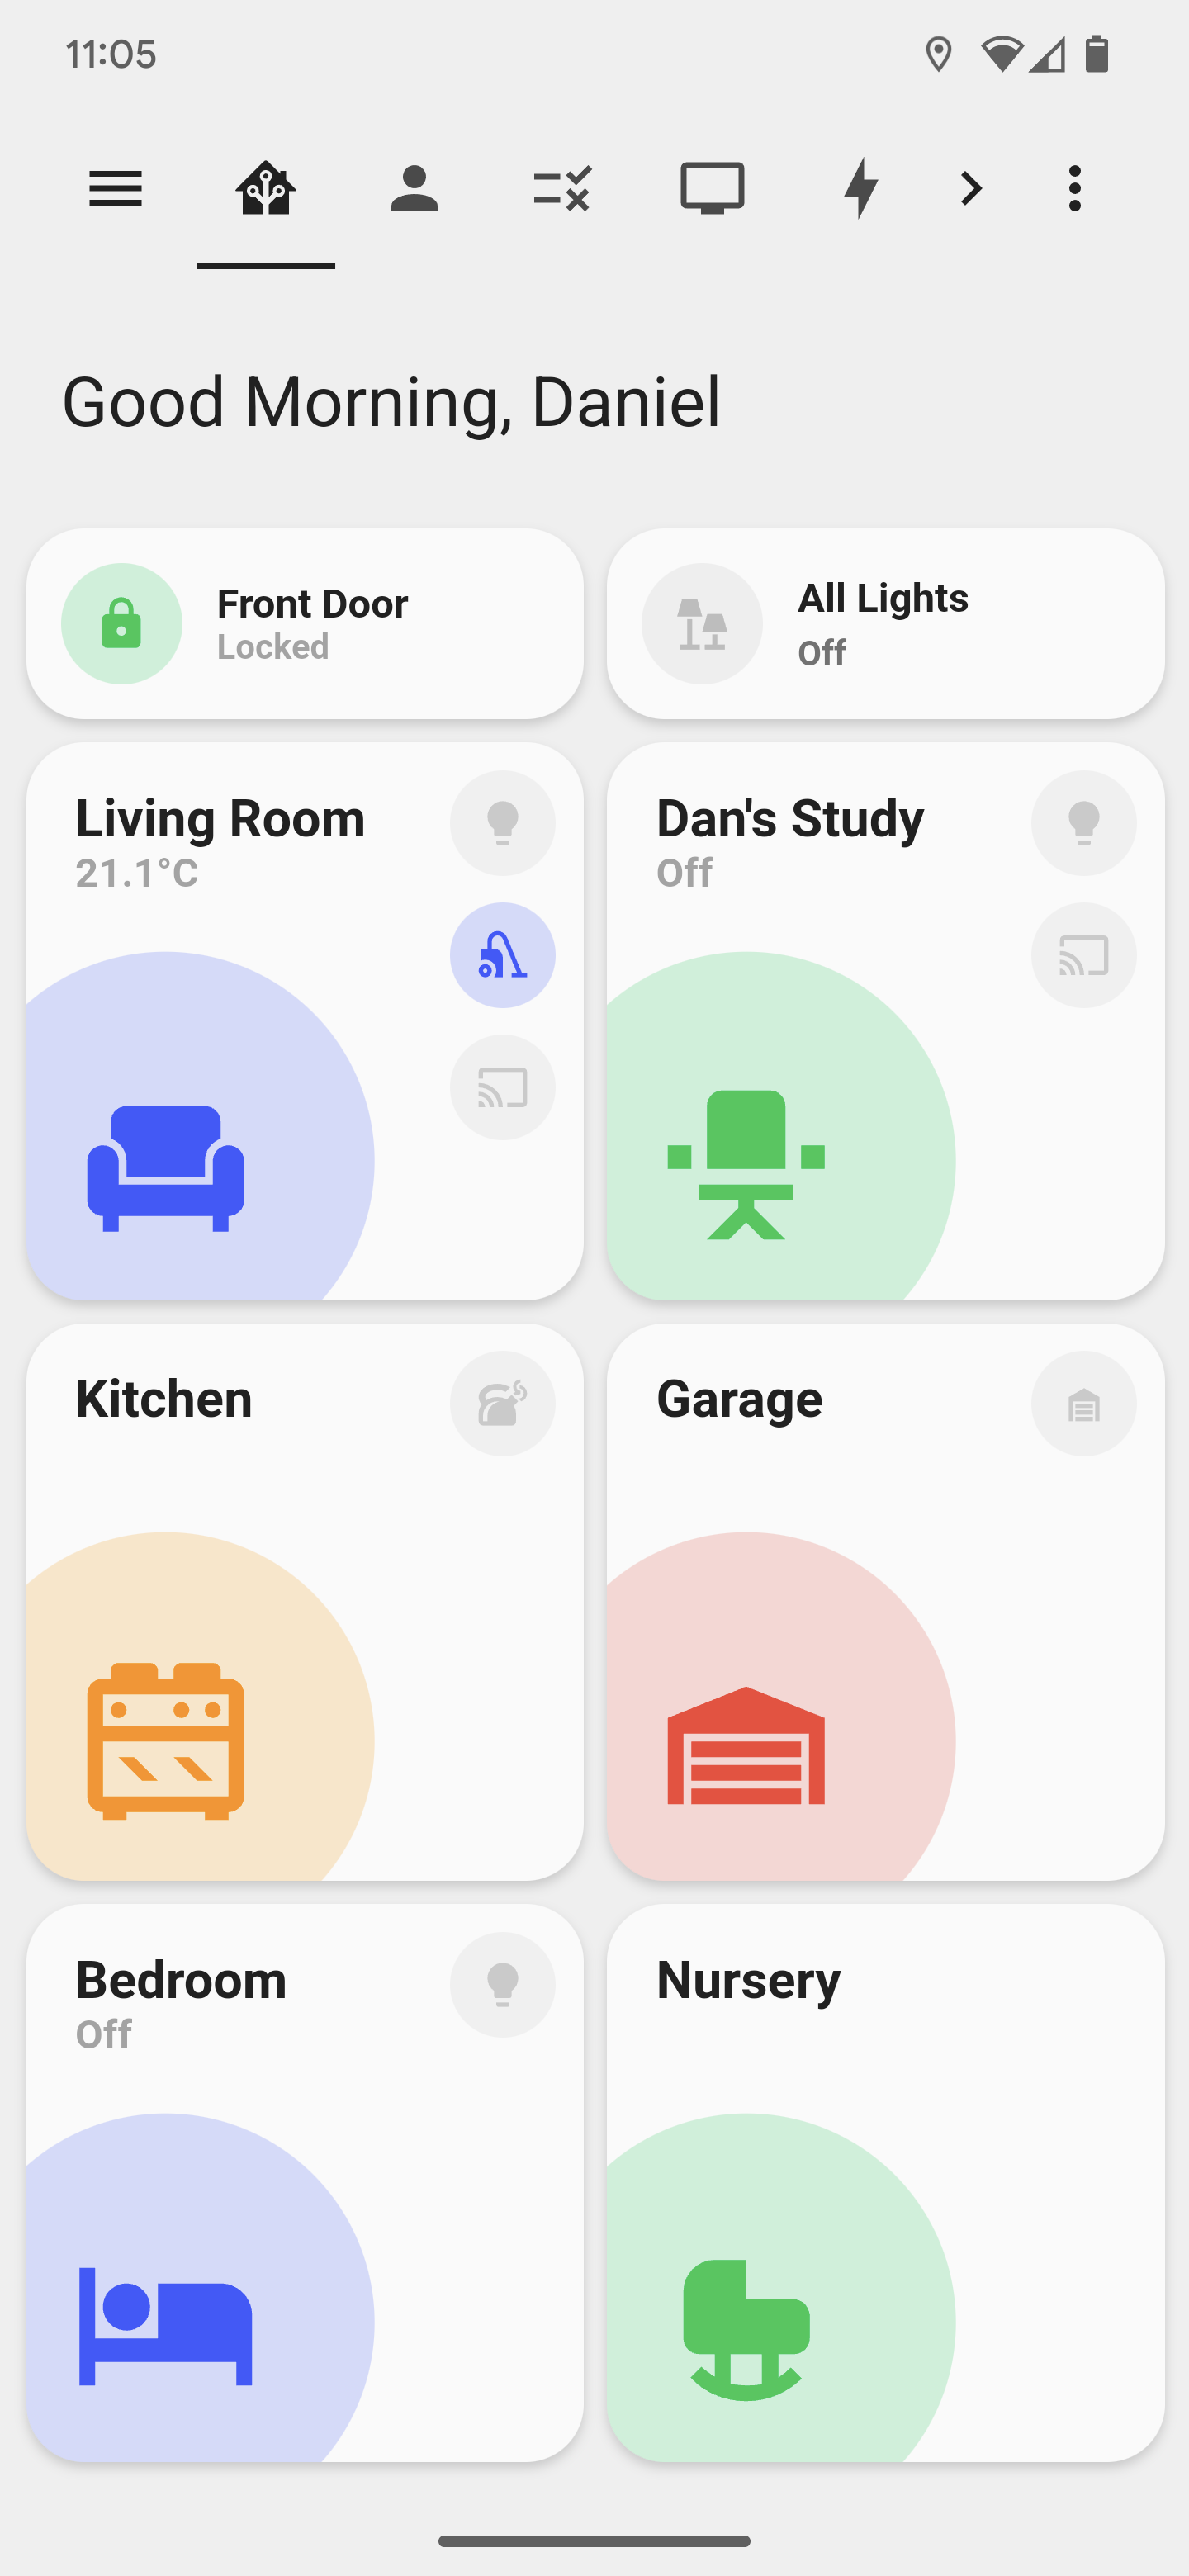 11:05
Good Morning, Daniel
Front Door
Locked
All Lights
Off
Living Room
21.1°C
Dan's Study
Off
Kitchen
Garage
Bedroom
Off
Nursery